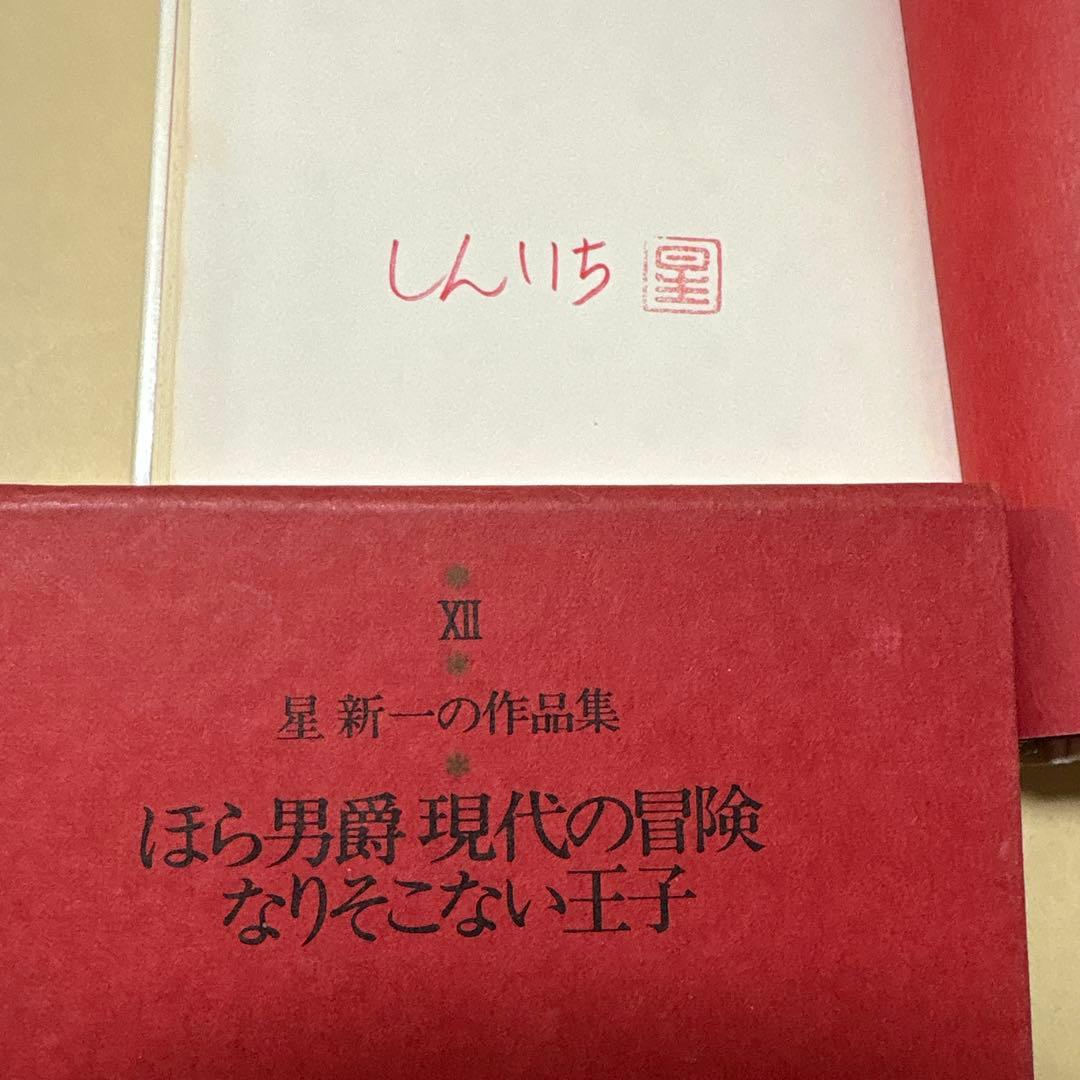 しんいち 星
XII
星 新一の作品集
ほら男爵 現代の冒険
なりそこない王子